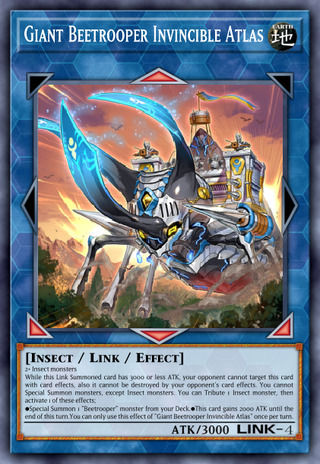 Giant Beetrooper Invincible Atlas
EARTH
地
[Insect / Link / Effect]
2+ Insect monsters
While this Link Summoned card has 3000 or less ATK, your opponent cannot target this
card with card effects, also it cannot be destroyed by your opponent's card effects. You cannot
Special Summon monsters, except Insect monsters. You can Tribute 1 Insect monster, then
activate 1 of these effects;
●Special Summon 1 "Beetrooper" monster from your Deck.●This card gains 2000 ATK until the
end of this turn.You can only use this effect of "Giant Beetrooper Invincible Atlas" once per turn.
ATK/3000 LINK-4